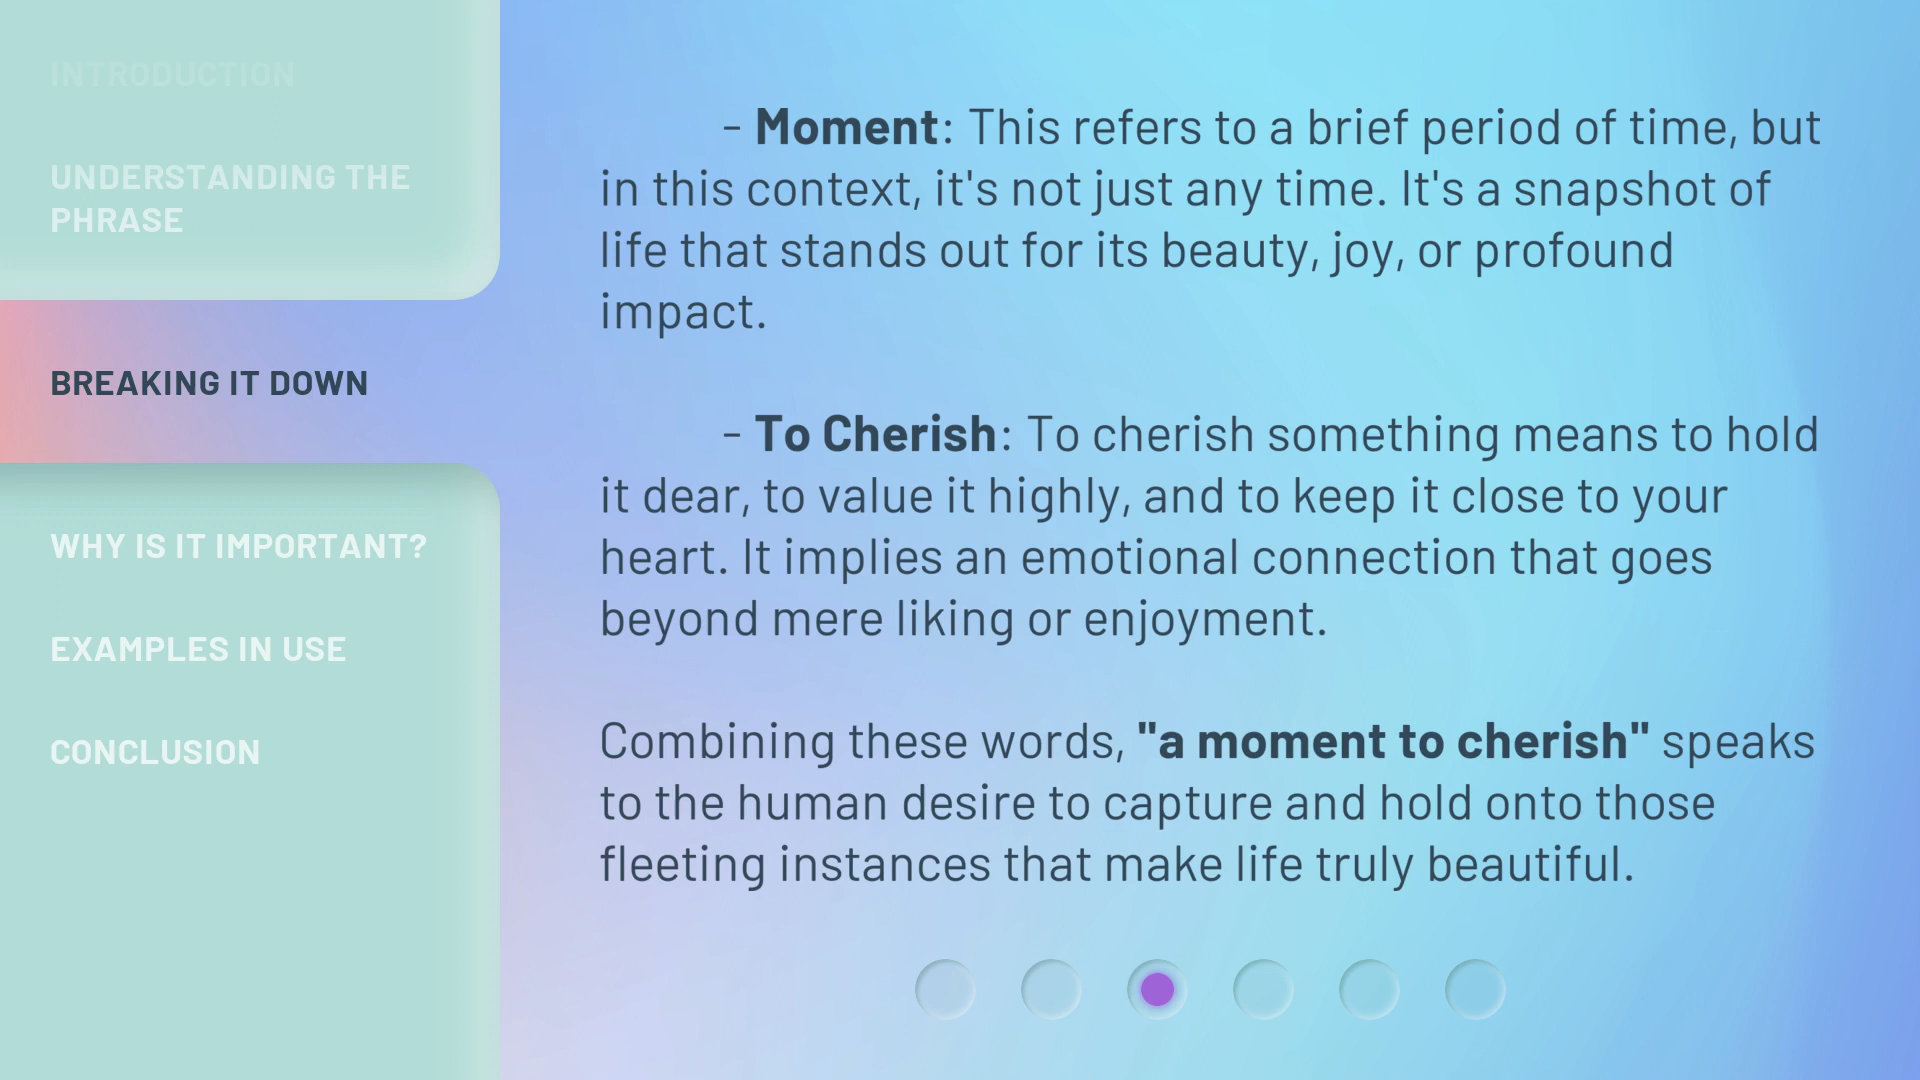 INTRODUCTION
UNDERSTANDING THE
PHRASE
BREAKING IT DOWN
WHY IS IT IMPORTANT?
EXAMPLES IN USE
CONCLUSION
- Moment: This refers to a brief period of time, but
in this context, it's not just any time. It's a snapshot of
life that stands out for its beauty, joy, or profound
impact.
- To Cherish: To cherish something means to hold
it dear, to value it highly, and to keep it close to your
heart. It implies an emotional connection that goes
beyond mere liking or enjoyment.
Combining these words, "a moment to cherish" speaks
to the human desire to capture and hold onto those
fleeting instances that make life truly beautiful.